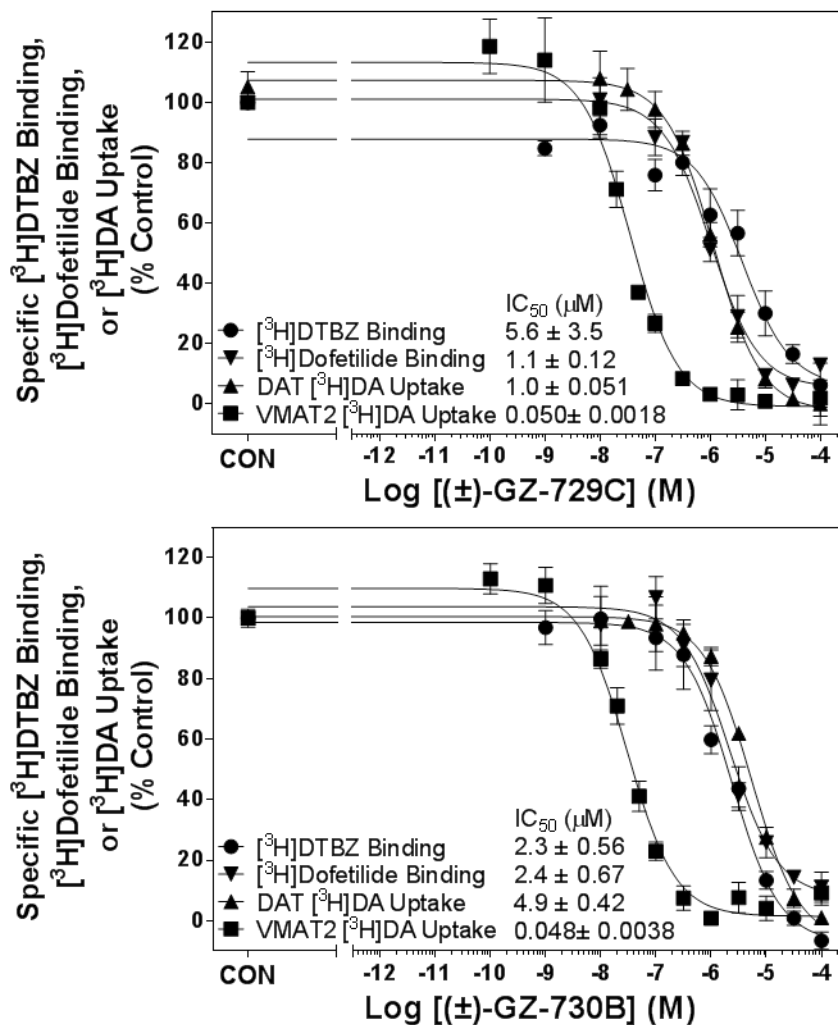 Specific [³H]DTBZ Binding,
[³H]Dofetilide Binding,
or [³H]DA Uptake
(% Control)
120
100
80
60
40
20
0
IC₅₀ (μM)
[³H]DTBZ Binding 5.6 ± 3.5
[³H]Dofetilide Binding 1.1 ± 0.12
DAT [³H]DA Uptake 1.0 ± 0.051
VMAT2 [³H]DA Uptake 0.050± 0.0018
CON -12 -11 -10 -9 -8 -7 -6 -5 -4
Log [(±)-GZ-729C] (M)
Specific [³H]DTBZ Binding,
[³H]Dofetilide Binding,
or [³H]DA Uptake
(% Control)
120
100
80
60
40
20
0
IC₅₀ (μM)
[³H]DTBZ Binding 2.3 ± 0.56
[³H]Dofetilide Binding 2.4 ± 0.67
DAT [³H]DA Uptake 4.9 ± 0.42
VMAT2 [³H]DA Uptake 0.048± 0.0038
CON -12 -11 -10 -9 -8 -7 -6 -5 -4
Log [(±)-GZ-730B] (M)